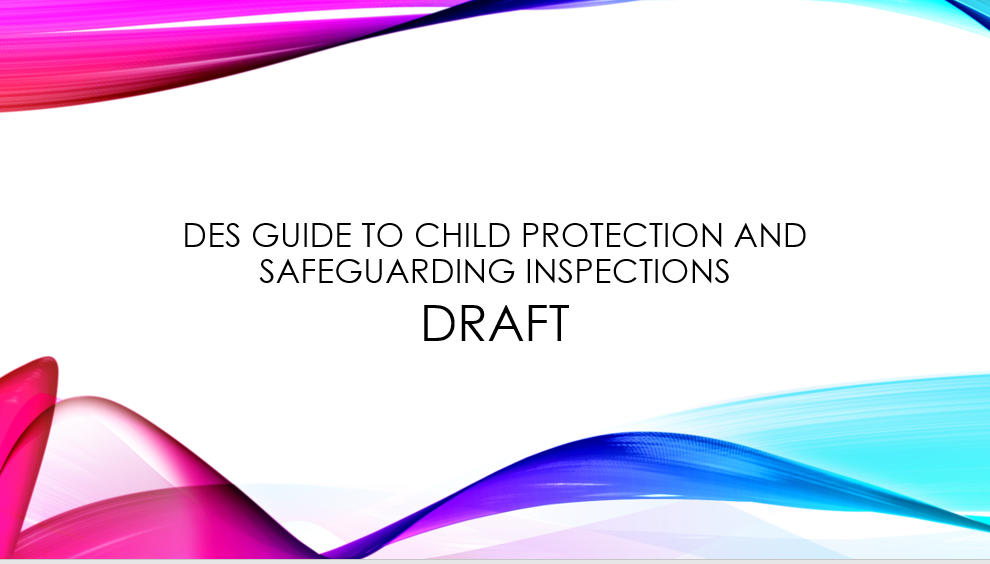 DES GUIDE TO CHILD PROTECTION AND
SAFEGUARDING INSPECTIONS
DRAFT